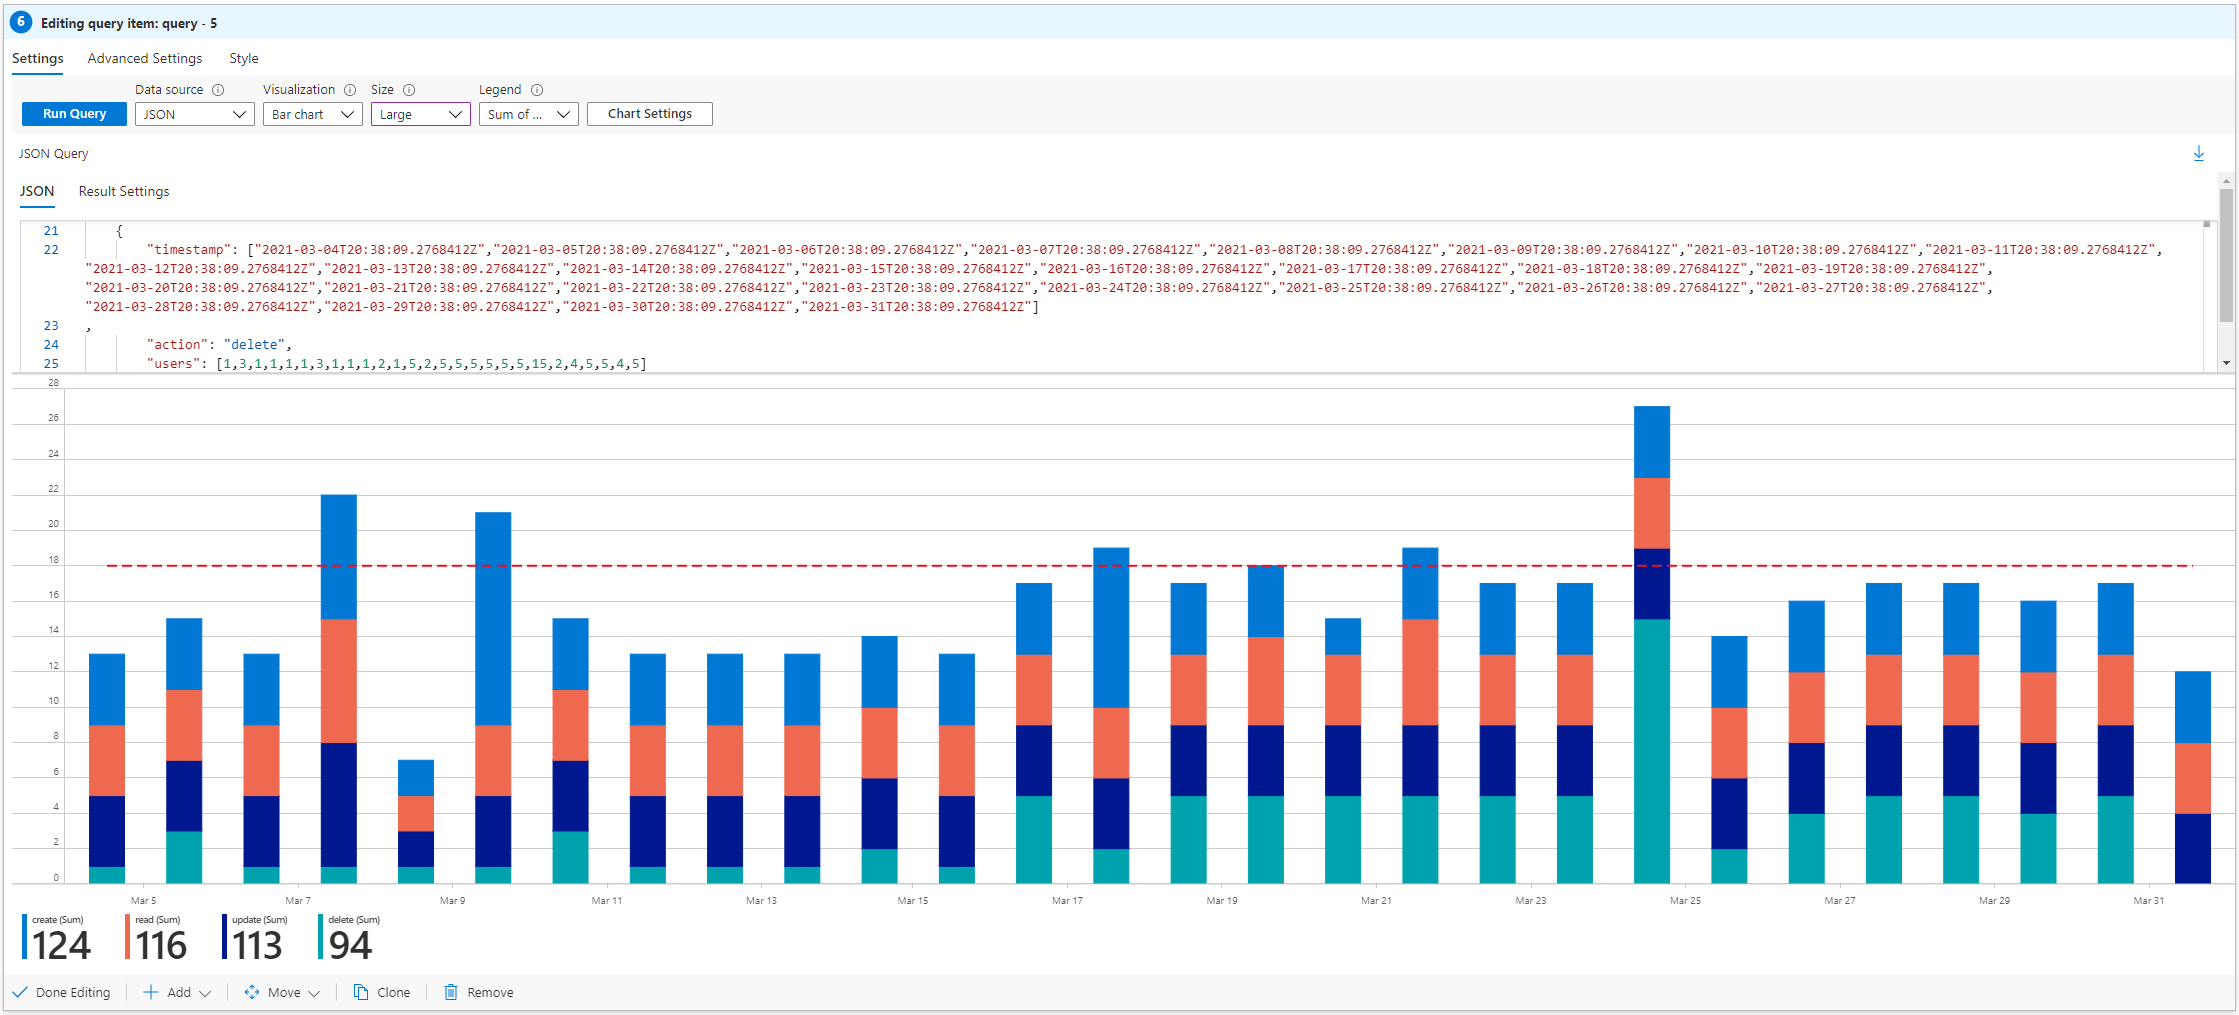 6 Editing query item: query - 5
Settings Advanced Settings Style
Data source Visualization Size Legend
Run Query JSON Bar chart Large Sum of ... Chart Settings
JSON Query
JSON Result Settings
21 {
22 "timestamp": ["2021-03-04T20:38:09.2768412Z","2021-03-05T20:38:09.2768412Z","2021-03-06T20:38:09.2768412Z","2021-03-07T20:38:09.2768412Z","2021-03-08T20:38:09.2768412Z","2021-03-09T20:38:09.2768412Z","2021-03-10T20:38:09.2768412Z","2021-03-11T20:38:09.2768412Z",
"2021-03-12T20:38:09.2768412Z","2021-03-13T20:38:09.2768412Z","2021-03-14T20:38:09.2768412Z","2021-03-15T20:38:09.2768412Z","2021-03-16T20:38:09.2768412Z","2021-03-17T20:38:09.2768412Z","2021-03-18T20:38:09.2768412Z","2021-03-19T20:38:09.2768412Z",
"2021-03-20T20:38:09.2768412Z","2021-03-21T20:38:09.2768412Z","2021-03-22T20:38:09.2768412Z","2021-03-23T20:38:09.2768412Z","2021-03-24T20:38:09.2768412Z","2021-03-25T20:38:09.2768412Z","2021-03-26T20:38:09.2768412Z","2021-03-27T20:38:09.2768412Z",
"2021-03-28T20:38:09.2768412Z","2021-03-29T20:38:09.2768412Z","2021-03-30T20:38:09.2768412Z","2021-03-31T20:38:09.2768412Z"]
23 ,
24 "action": "delete",
25 "users": [1,3,1,1,1,1,3,1,1,1,2,1,5,2,5,5,5,5,5,5,15,2,4,5,5,4,5]
28
26
24
22
20
18
16
14
12
10
8
6
4
2
0
Mar 5 Mar 7 Mar 9 Mar 11 Mar 13 Mar 15 Mar 17 Mar 19 Mar 21 Mar 23 Mar 25 Mar 27 Mar 29 Mar 31
create (Sum) read (Sum) update (Sum) delete (Sum)
124 116 113 94
Done Editing Add Move Clone Remove